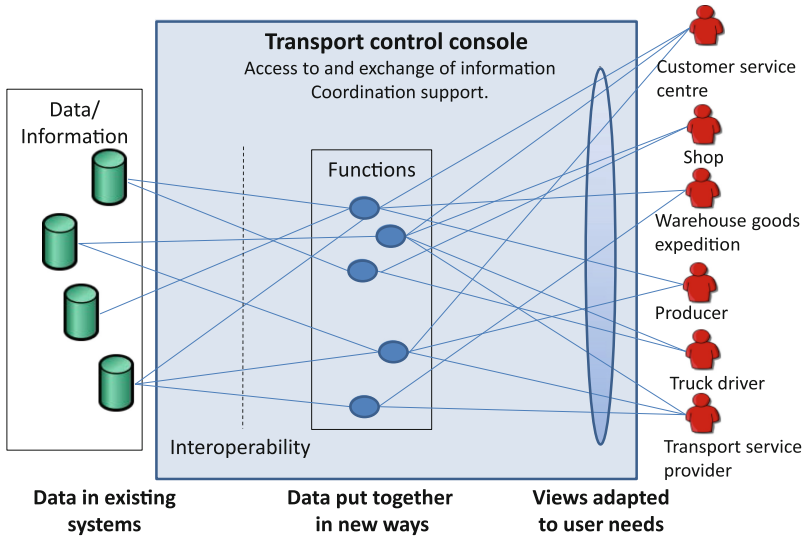 Transport control console
Access to and exchange of information
Coordination support.
Data/
Information
Functions
Interoperability
Customer service
centre
Shop
Warehouse goods
expedition
Producer
Truck driver
Transport service
provider
Data in existing
systems
Data put together
in new ways
Views adapted
to user needs